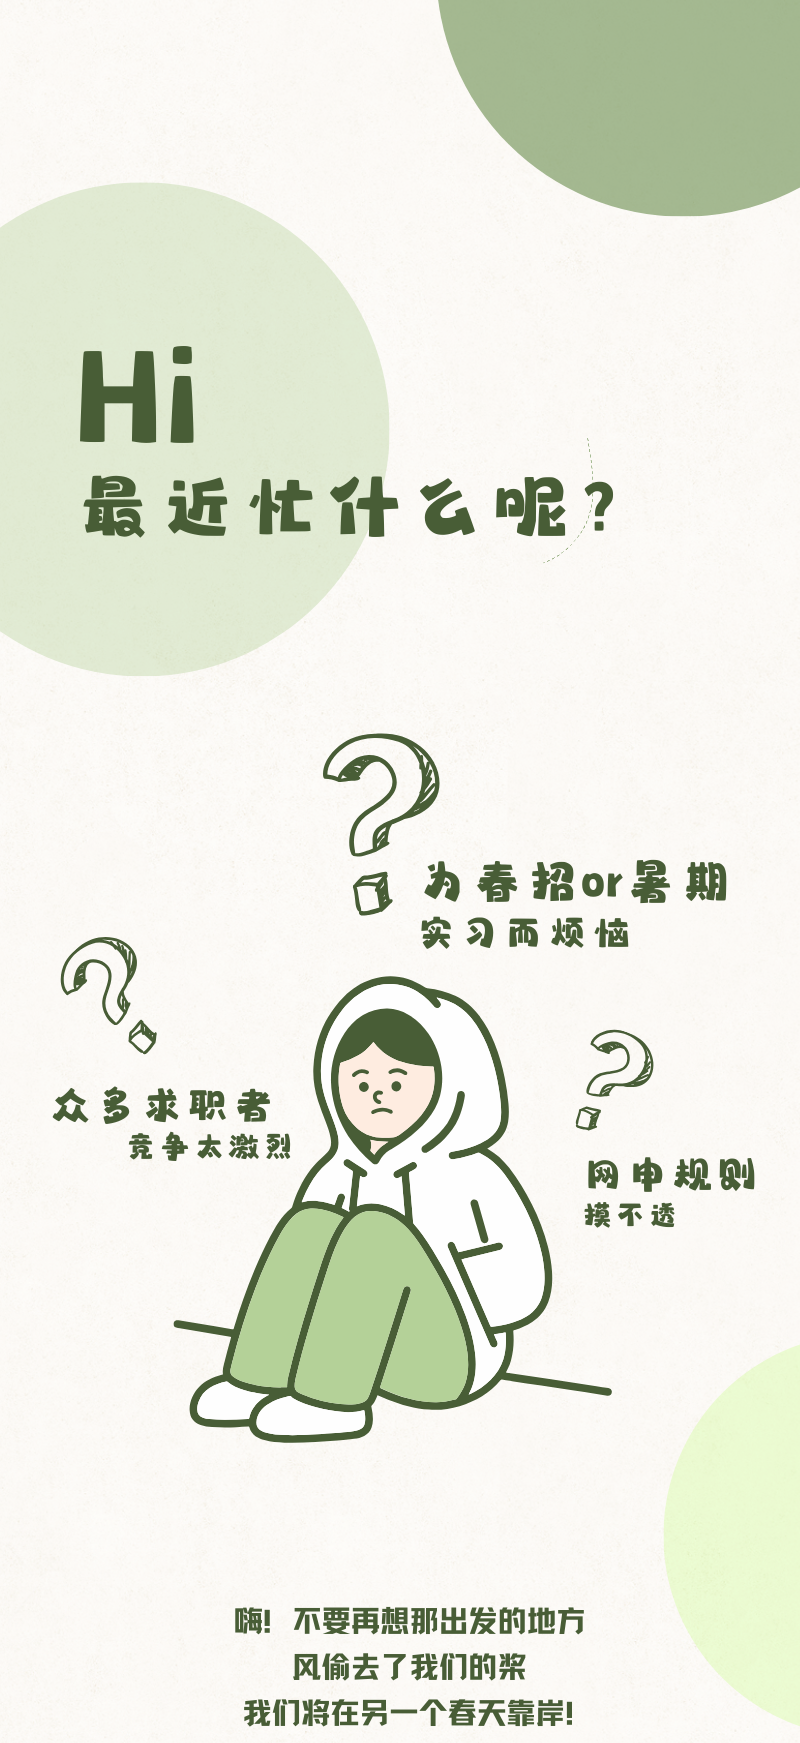 Hi
最近忙什么呢?
为春招or暑期
实习而烦恼
众多求职者
竞争太激烈
网申规则
摸不透
嗨! 不要再想那出发的地方
风偷去了我们的桨
我们将在另一个春天靠岸!